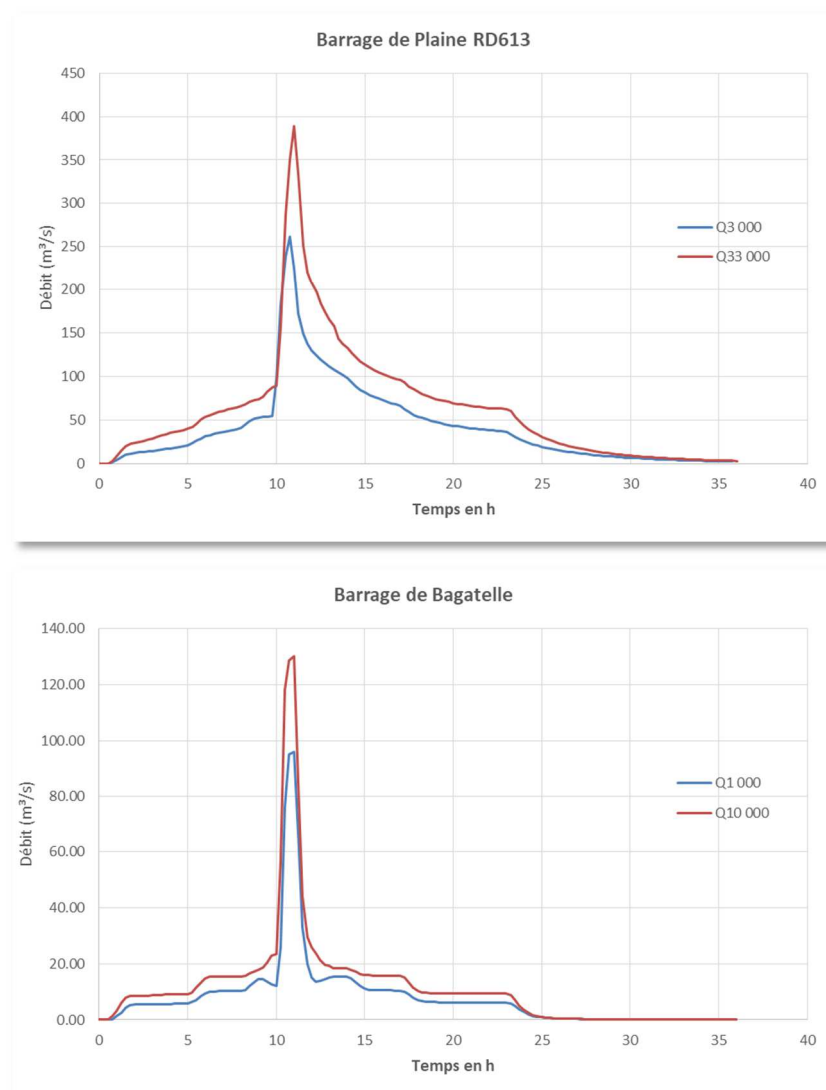 Barrage de Plaine RD613
450
400
350
300
250
200
150
100
50
0
Débit (m³/s)
Q3 000
Q33 000
0 5 10 15 20 25 30 35 40
Temps en h
Barrage de Bagatelle
140.00
120.00
100.00
80.00
60.00
40.00
20.00
0.00
Débit (m³/s)
Q1 000
Q10 000
0 5 10 15 20 25 30 35 40
Temps en h